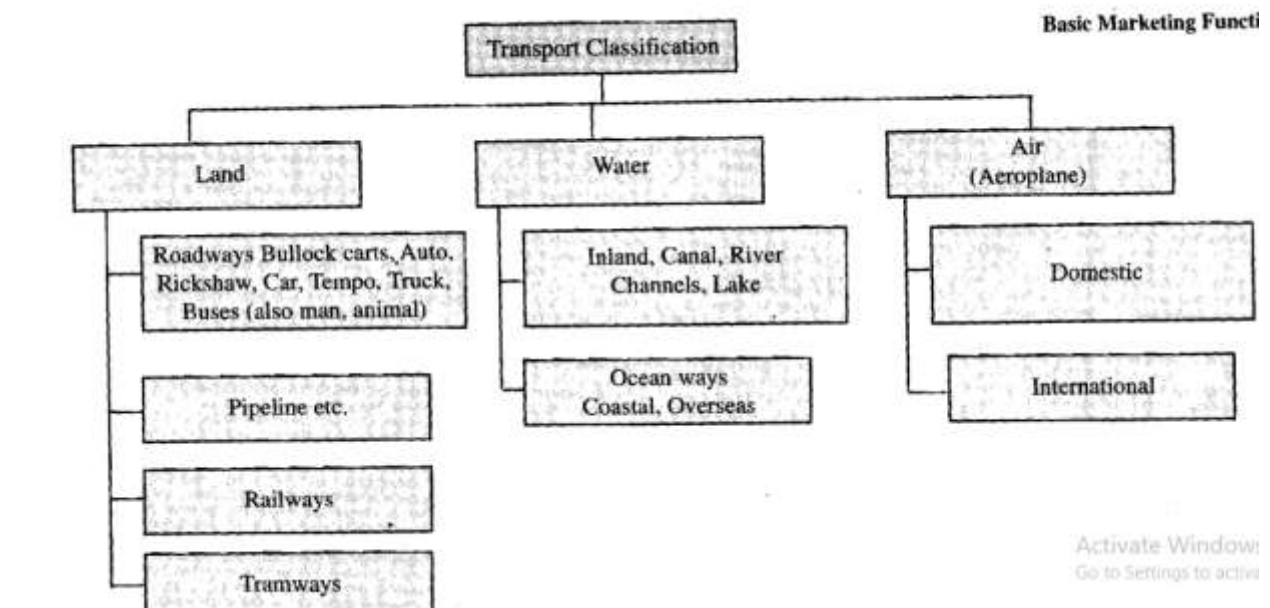 Basic Marketing Functi
Transport Classification
Land
Water
Air
(Aeroplane)
Roadways Bullock carts, Auto,
Rickshaw, Car, Tempo, Truck,
Buses (also man, animal)
Inland, Canal, River
Channels, Lake
Domestic
Pipeline etc.
Ocean ways
Coastal, Overseas
International
Railways
Tramways
Activate Windows
Go to Settings to activa